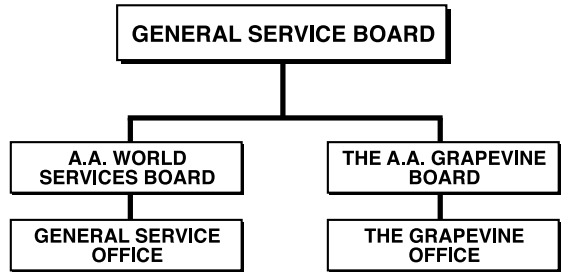 GENERAL SERVICE BOARD
A.A. WORLD
SERVICES BOARD
THE A.A. GRAPEVINE
BOARD
GENERAL SERVICE
OFFICE
THE GRAPEVINE
OFFICE